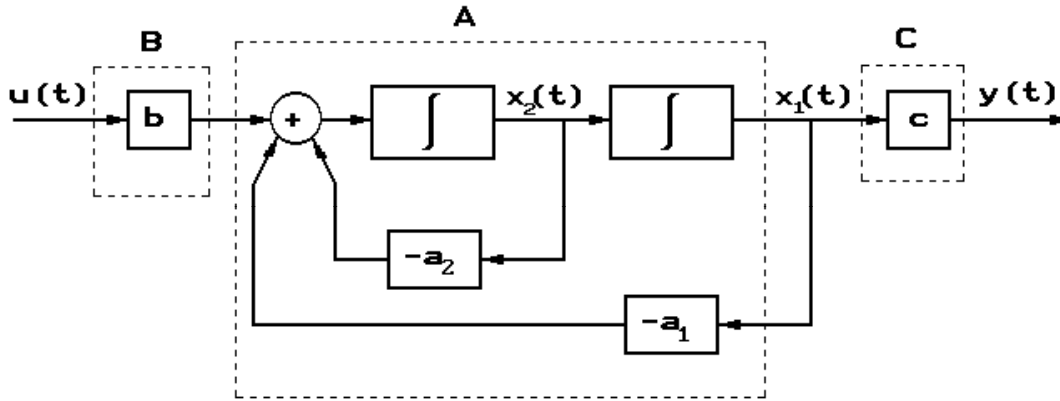 A
B
C
u(t)
b
+
∫
x₂(t)
∫
x₁(t)
c
y(t)
-a₂
-a₁